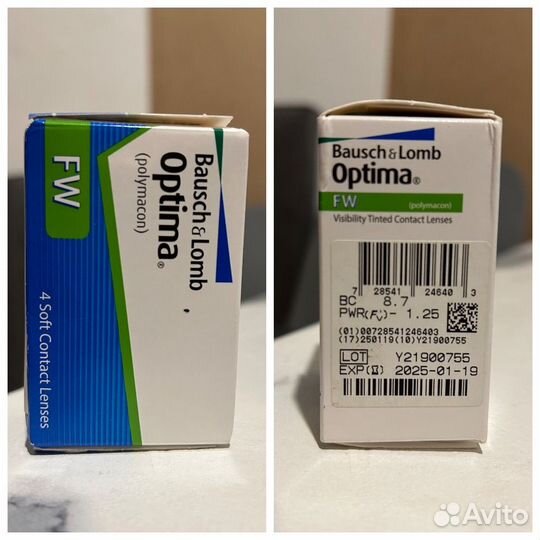 Bausch & Lomb
Optima®
(polymacon)
FW
4 Soft Contact Lenses
Bausch & Lomb
Optima®
FW (polymacon)
Visibility Tinted Contact Lenses
7 28541 24640 3
BC 8.7
PWR(Fv)- 1.25
(01)00728541246403
(17)250119(10)Y21900755
LOT Y21900755
EXP(⌛) 2025-01-19
Avito